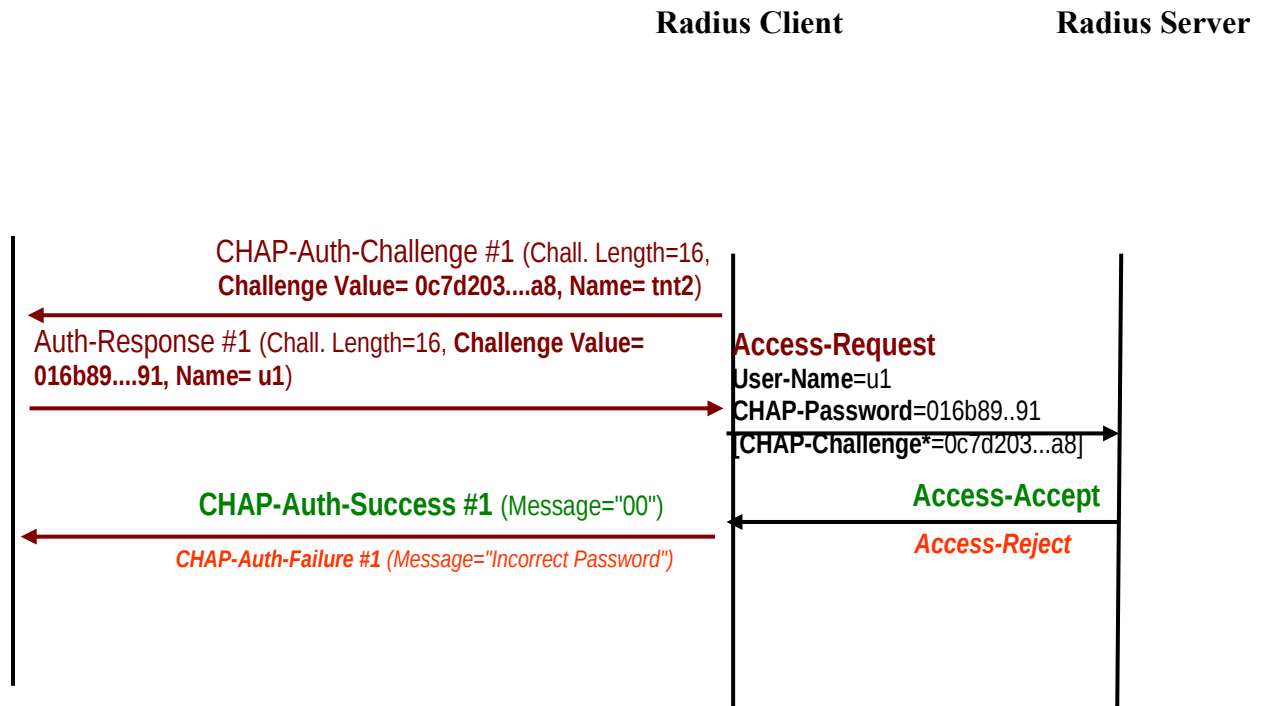 Radius Client
Radius Server
CHAP-Auth-Challenge #1 (Chall. Length=16,
Challenge Value= 0c7d203....a8, Name= tnt2)
Auth-Response #1 (Chall. Length=16, Challenge Value=
016b89....91, Name= u1)
Access-Request
User-Name=u1
CHAP-Password=016b89..91
[CHAP-Challenge*=0c7d203...a8]
CHAP-Auth-Success #1 (Message="00")
Access-Accept
CHAP-Auth-Failure #1 (Message="Incorrect Password")
Access-Reject